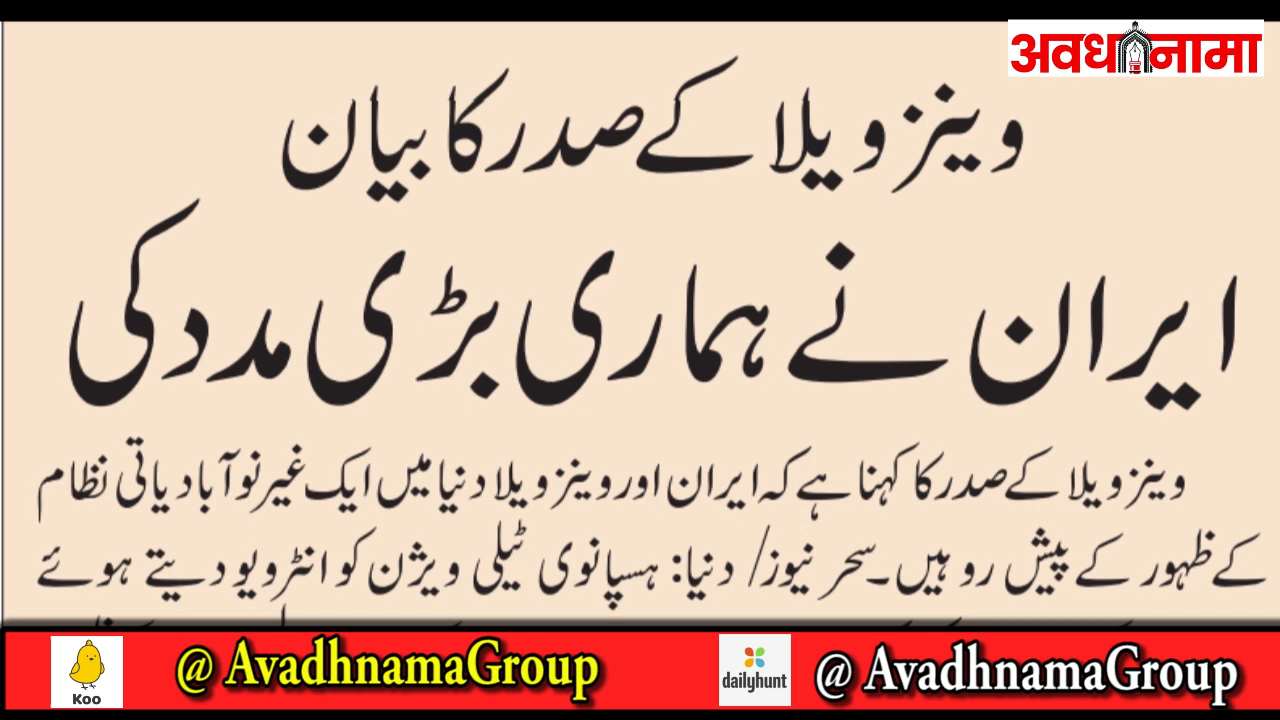 अवधनामा
وینزویلا کے صدر کا بیان
ایران نے ہماری بڑی مدد کی
وینزویلا کے صدر کا کہنا ہے کہ ایران اور وینزویلا دنیا میں ایک غیر نوآبادیاتی نظام
کے ظہور کے پیش رو ہیں۔ سحر نیوز/ دنیا: ہسپانوی ٹیلی ویژن کو انٹرویو دیتے ہوئے
Koo
@ AvadhnamaGroup
dailyhunt
@ AvadhnamaGroup